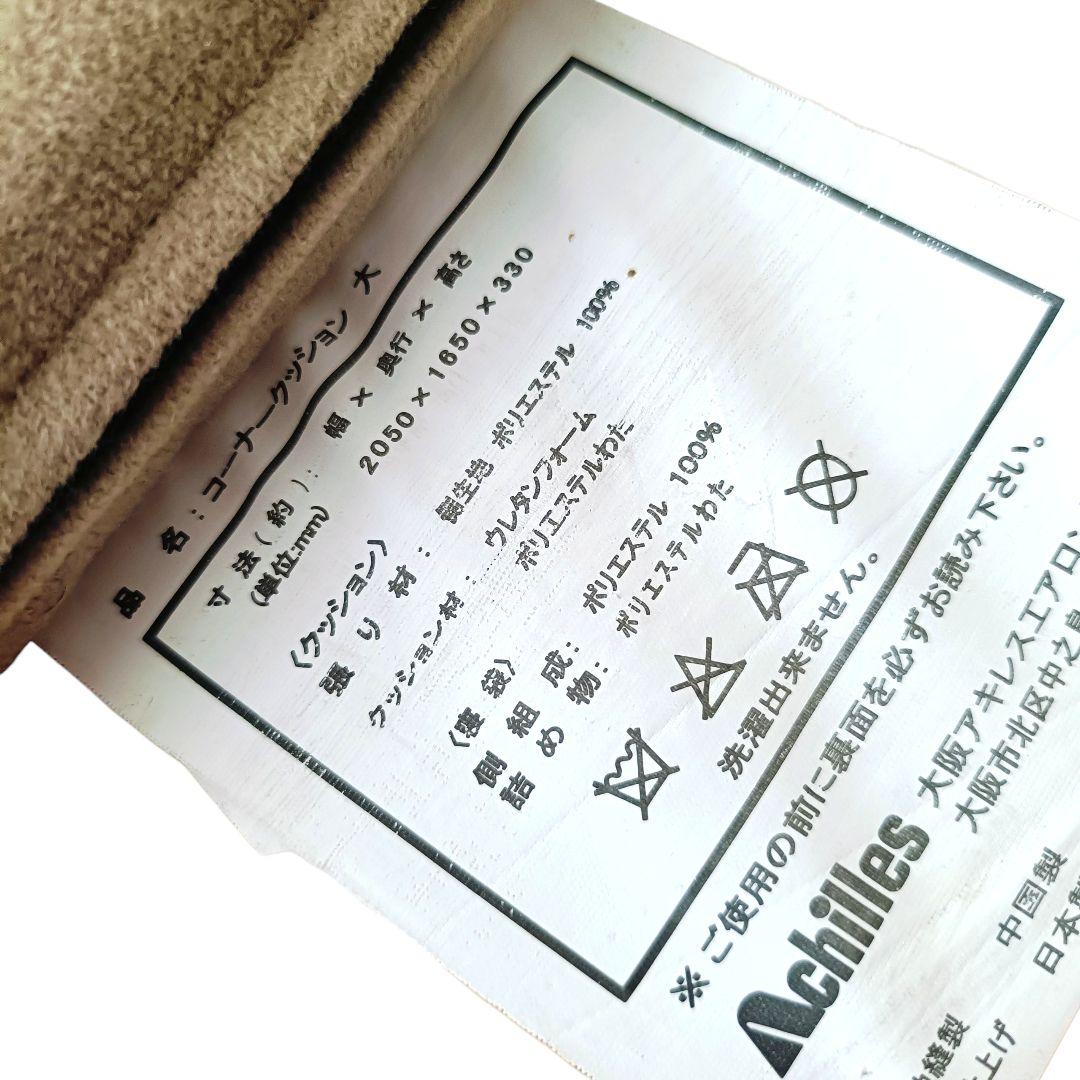 品 名:コーナークッション 大
寸 法(約): 幅 × 奥行 × 高さ
(単位:mm) 2050×1650×330
〈クッション〉
張 り 材: 鋼生地 ポリエステル 100%
クッション材: ウレタンフォーム
ポリエステルわた
〈裏 袋〉
側 組 成: ポリエステル 100%
詰 め 物: ポリエステルわた
洗濯出来ません。
※ご使用の前に裏面を必ずお読み下さい。
Achilles 大阪アキレスエアロン
大阪市北区中之島
中国製
日本製
縫製
上げ